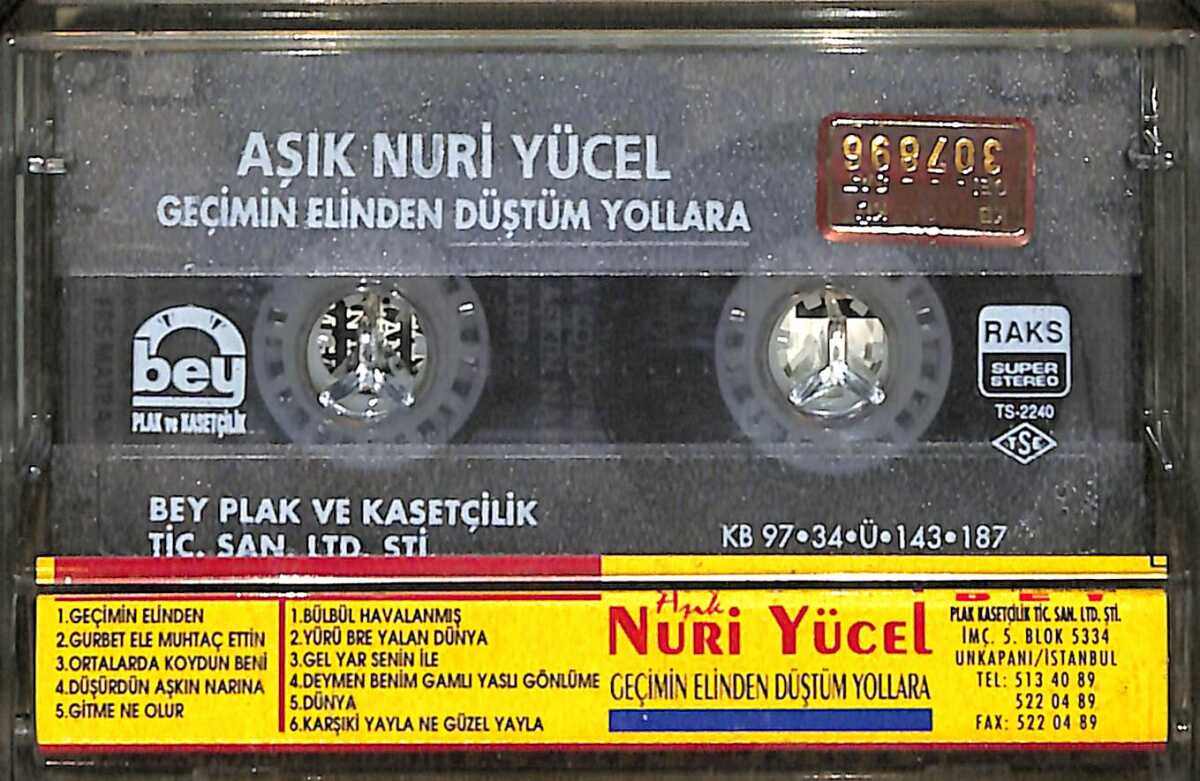 AŞIK NURİ YÜCEL
GEÇİMİN ELİNDEN DÜŞTÜM YOLLARA
307896
bey
PLAK ve KASETÇİLİK
RAKS
SUPER
STEREO
TS-2240
TSE
BEY PLAK VE KASETÇİLİK
TİC. SAN. LTD. ŞTİ.
KB 97•34•Ü•143•187
1.GEÇİMİN ELİNDEN
2.GURBET ELE MUHTAÇ ETTİN
3.ORTALARDA KOYDUN BENİ
4.DÜŞÜRDÜN AŞKIN NARINA
5.GİTME NE OLUR
1.BÜLBÜL HAVALANMIŞ
2.YÜRÜ BRE YALAN DÜNYA
3.GEL YAR SENİN İLE
4.DEYMEN BENİM GAMLI YASLI GÖNLÜME
5.DÜNYA
6.KARŞIKİ YAYLA NE GÜZEL YAYLA
Aşık
NURİ YÜCEL
GEÇİMİN ELİNDEN DÜŞTÜM YOLLARA
BEY
PLAK KASETÇİLİK TİC. SAN. LTD. ŞTİ.
İMÇ. 5. BLOK 5334
UNKAPANI/İSTANBUL
TEL: 513 40 89
522 04 89
FAX: 522 04 89